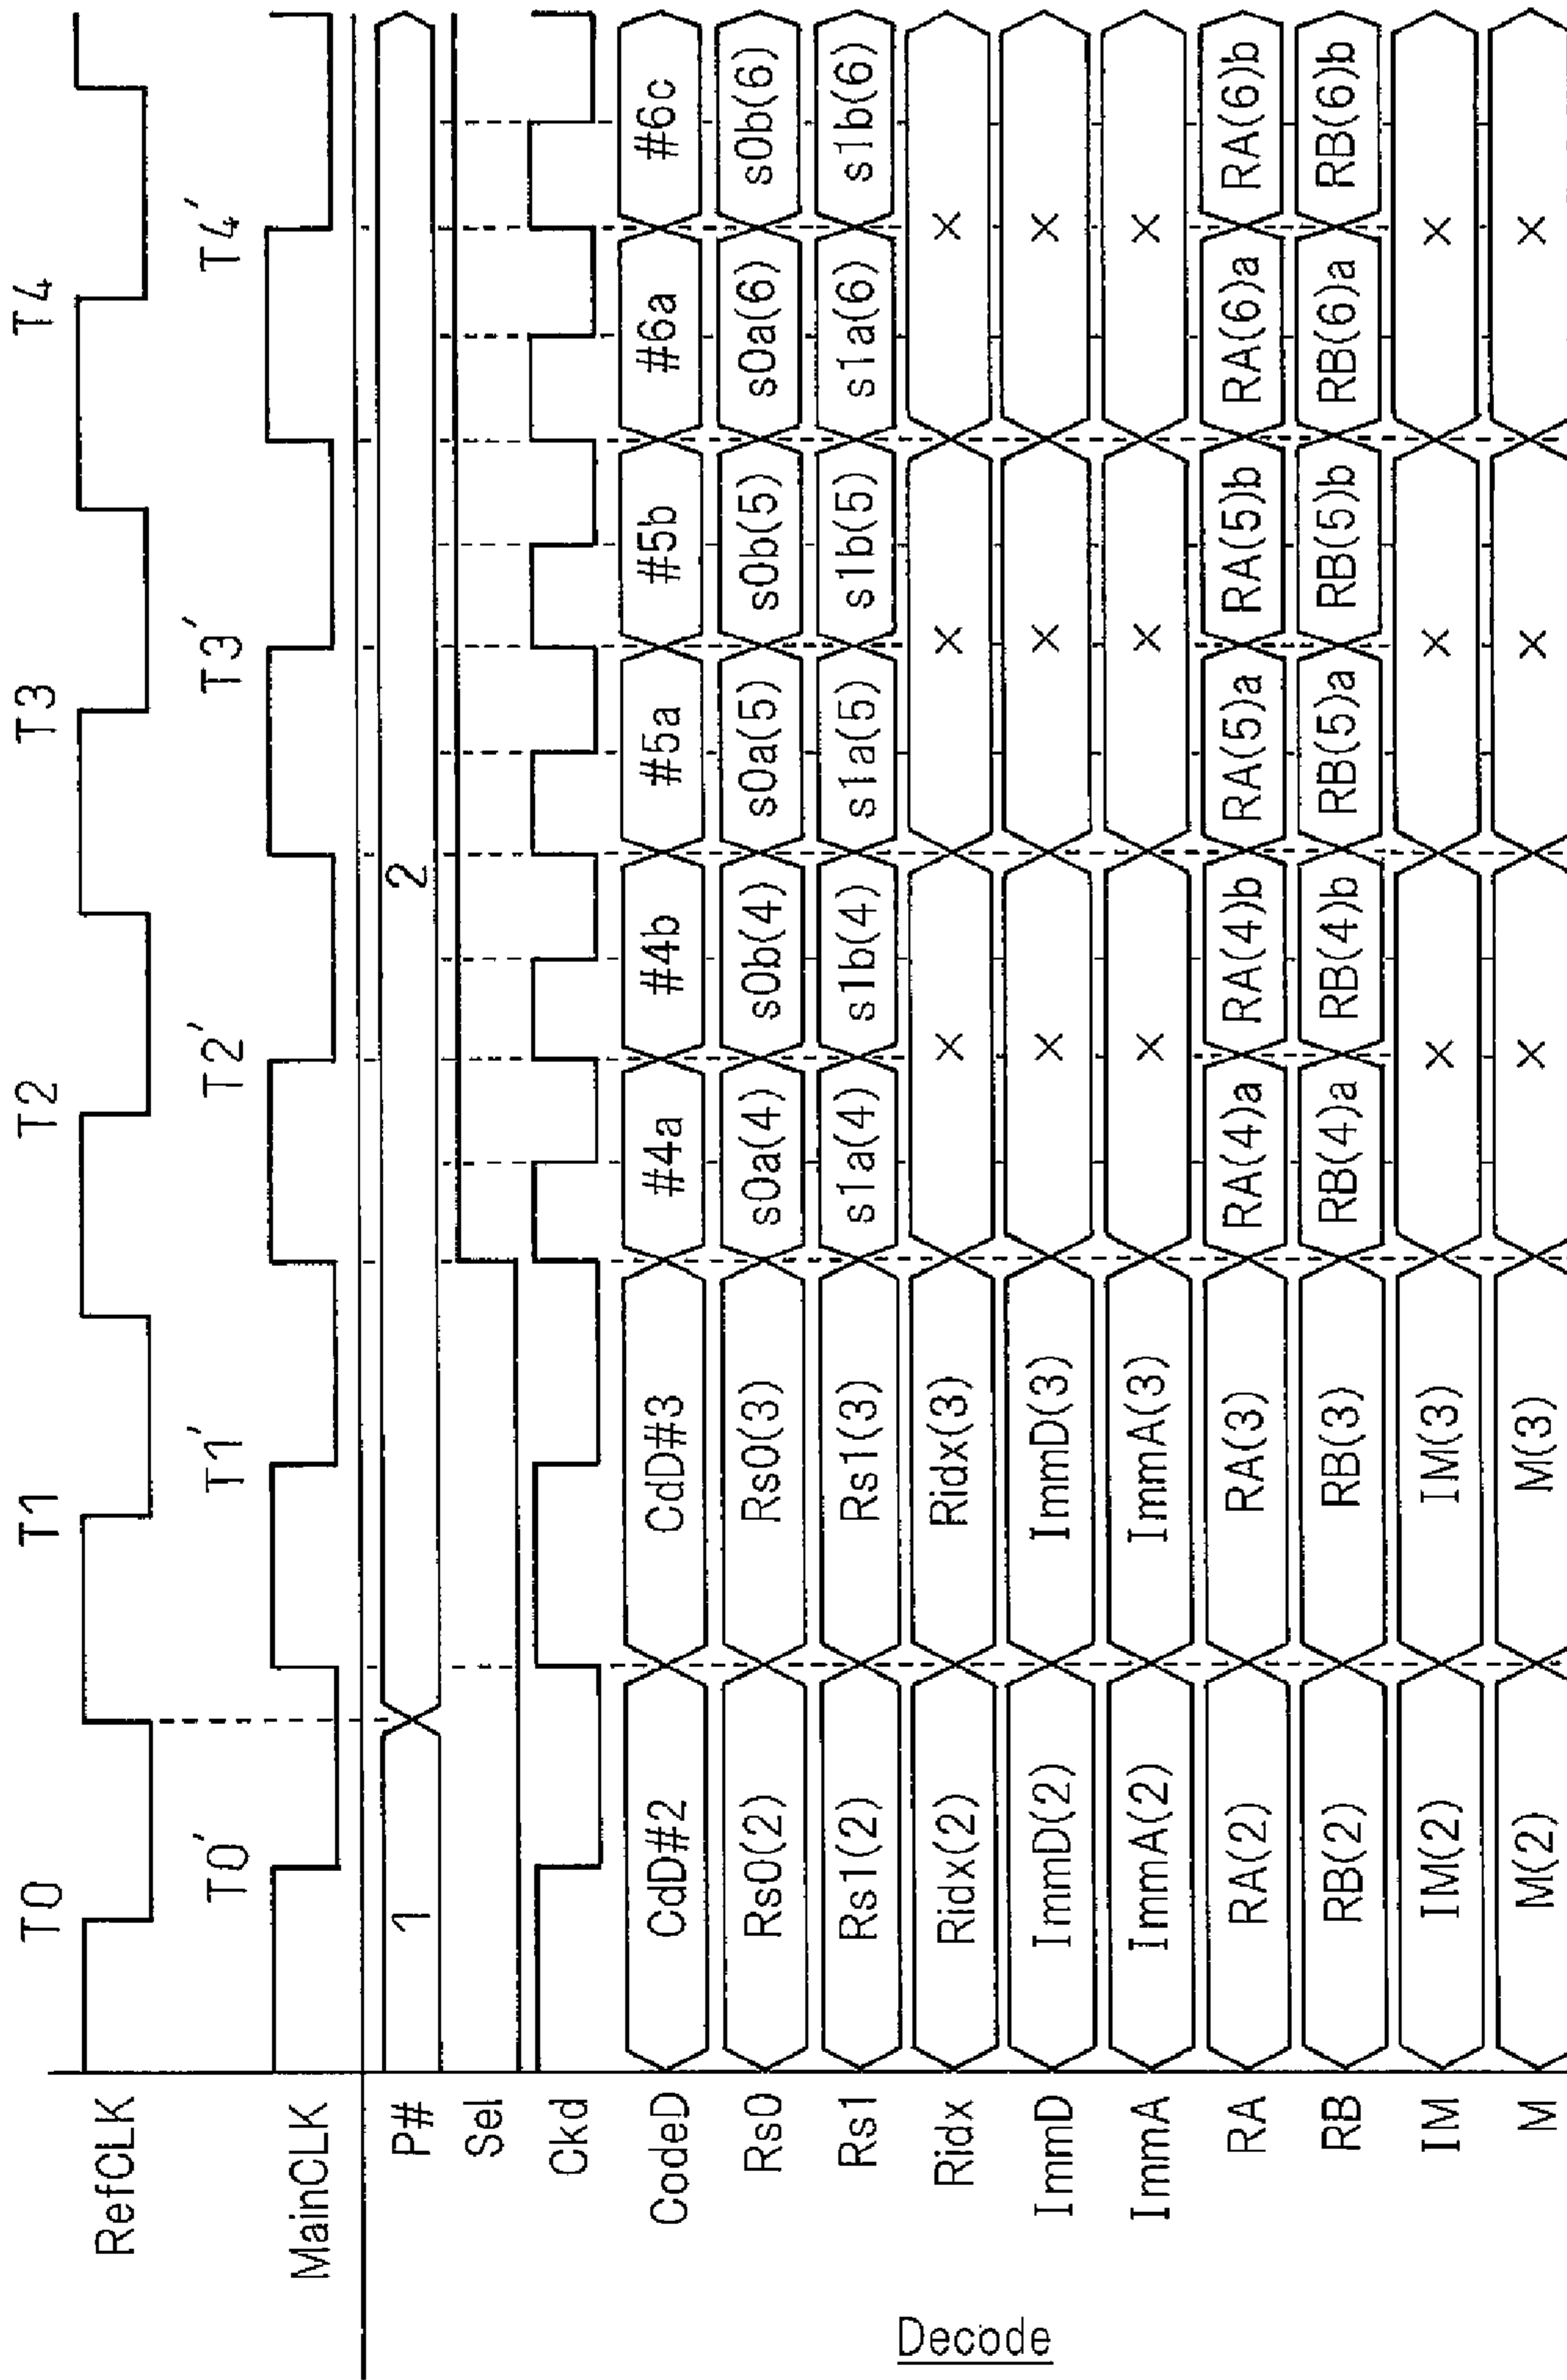 T0 T1 T2 T3 T4
RefCLK
T0' T1' T2' T3' T4'
MainCLK
P# 1 2
Sel
Ckd
CodeD CdD#2 CdD#3 #4a #4b #5a #5b #6a #6c
Rs0 Rs0(2) Rs0(3) s0a(4) s0b(4) s0a(5) s0b(5) s0a(6) s0b(6)
Rs1 Rs1(2) Rs1(3) s1a(4) s1b(4) s1a(5) s1b(5) s1a(6) s1b(6)
Ridx Ridx(2) Ridx(3) × × ×
ImmD ImmD(2) ImmD(3) × × ×
ImmA ImmA(2) ImmA(3) × × ×
RA RA(2) RA(3) RA(4)a RA(4)b RA(5)a RA(5)b RA(6)a RA(6)b
RB RB(2) RB(3) RB(4)a RB(4)b RB(5)a RB(5)b RB(6)a RB(6)b
IM IM(2) IM(3) × × ×
M M(2) M(3) × × ×
Decode